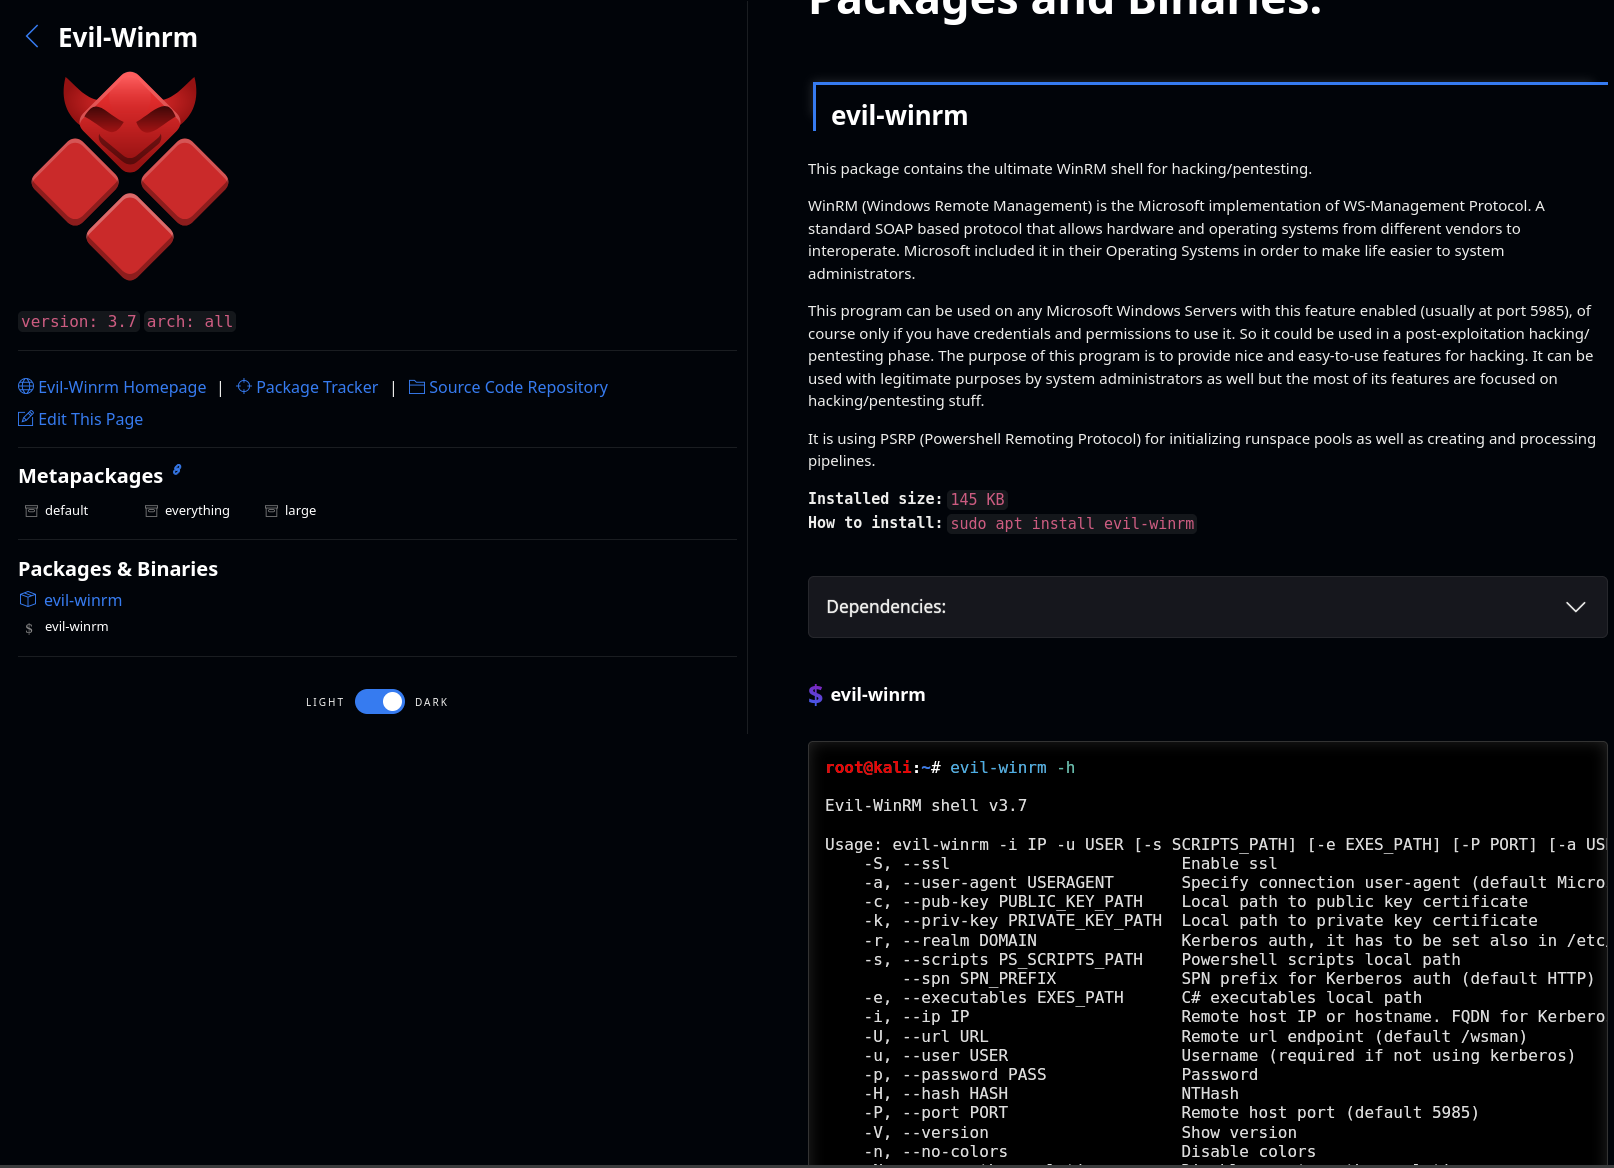 Evil-Winrm
version: 3.7 arch: all
Evil-Winrm Homepage | Package Tracker | Source Code Repository
Edit This Page
Metapackages
default everything large
Packages & Binaries
evil-winrm
$ evil-winrm
LIGHT DARK
Packages and Binaries:
evil-winrm
This package contains the ultimate WinRM shell for hacking/pentesting.
WinRM (Windows Remote Management) is the Microsoft implementation of WS-Management Protocol. A
standard SOAP based protocol that allows hardware and operating systems from different vendors to
interoperate. Microsoft included it in their Operating Systems in order to make life easier to system
administrators.
This program can be used on any Microsoft Windows Servers with this feature enabled (usually at port 5985), of
course only if you have credentials and permissions to use it. So it could be used in a post-exploitation hacking/
pentesting phase. The purpose of this program is to provide nice and easy-to-use features for hacking. It can be
used with legitimate purposes by system administrators as well but the most of its features are focused on
hacking/pentesting stuff.
It is using PSRP (Powershell Remoting Protocol) for initializing runspace pools as well as creating and processing
pipelines.
Installed size: 145 KB
How to install: sudo apt install evil-winrm
Dependencies:
$ evil-winrm
root@kali:~# evil-winrm -h
Evil-WinRM shell v3.7
Usage: evil-winrm -i IP -u USER [-s SCRIPTS_PATH] [-e EXES_PATH] [-P PORT] [-a US
-S, --ssl Enable ssl
-a, --user-agent USERAGENT Specify connection user-agent (default Micro
-c, --pub-key PUBLIC_KEY_PATH Local path to public key certificate
-k, --priv-key PRIVATE_KEY_PATH Local path to private key certificate
-r, --realm DOMAIN Kerberos auth, it has to be set also in /etc
-s, --scripts PS_SCRIPTS_PATH Powershell scripts local path
--spn SPN_PREFIX SPN prefix for Kerberos auth (default HTTP)
-e, --executables EXES_PATH C# executables local path
-i, --ip IP Remote host IP or hostname. FQDN for Kerbero
-U, --url URL Remote url endpoint (default /wsman)
-u, --user USER Username (required if not using kerberos)
-p, --password PASS Password
-H, --hash HASH NTHash
-P, --port PORT Remote host port (default 5985)
-V, --version Show version
-n, --no-colors Disable colors